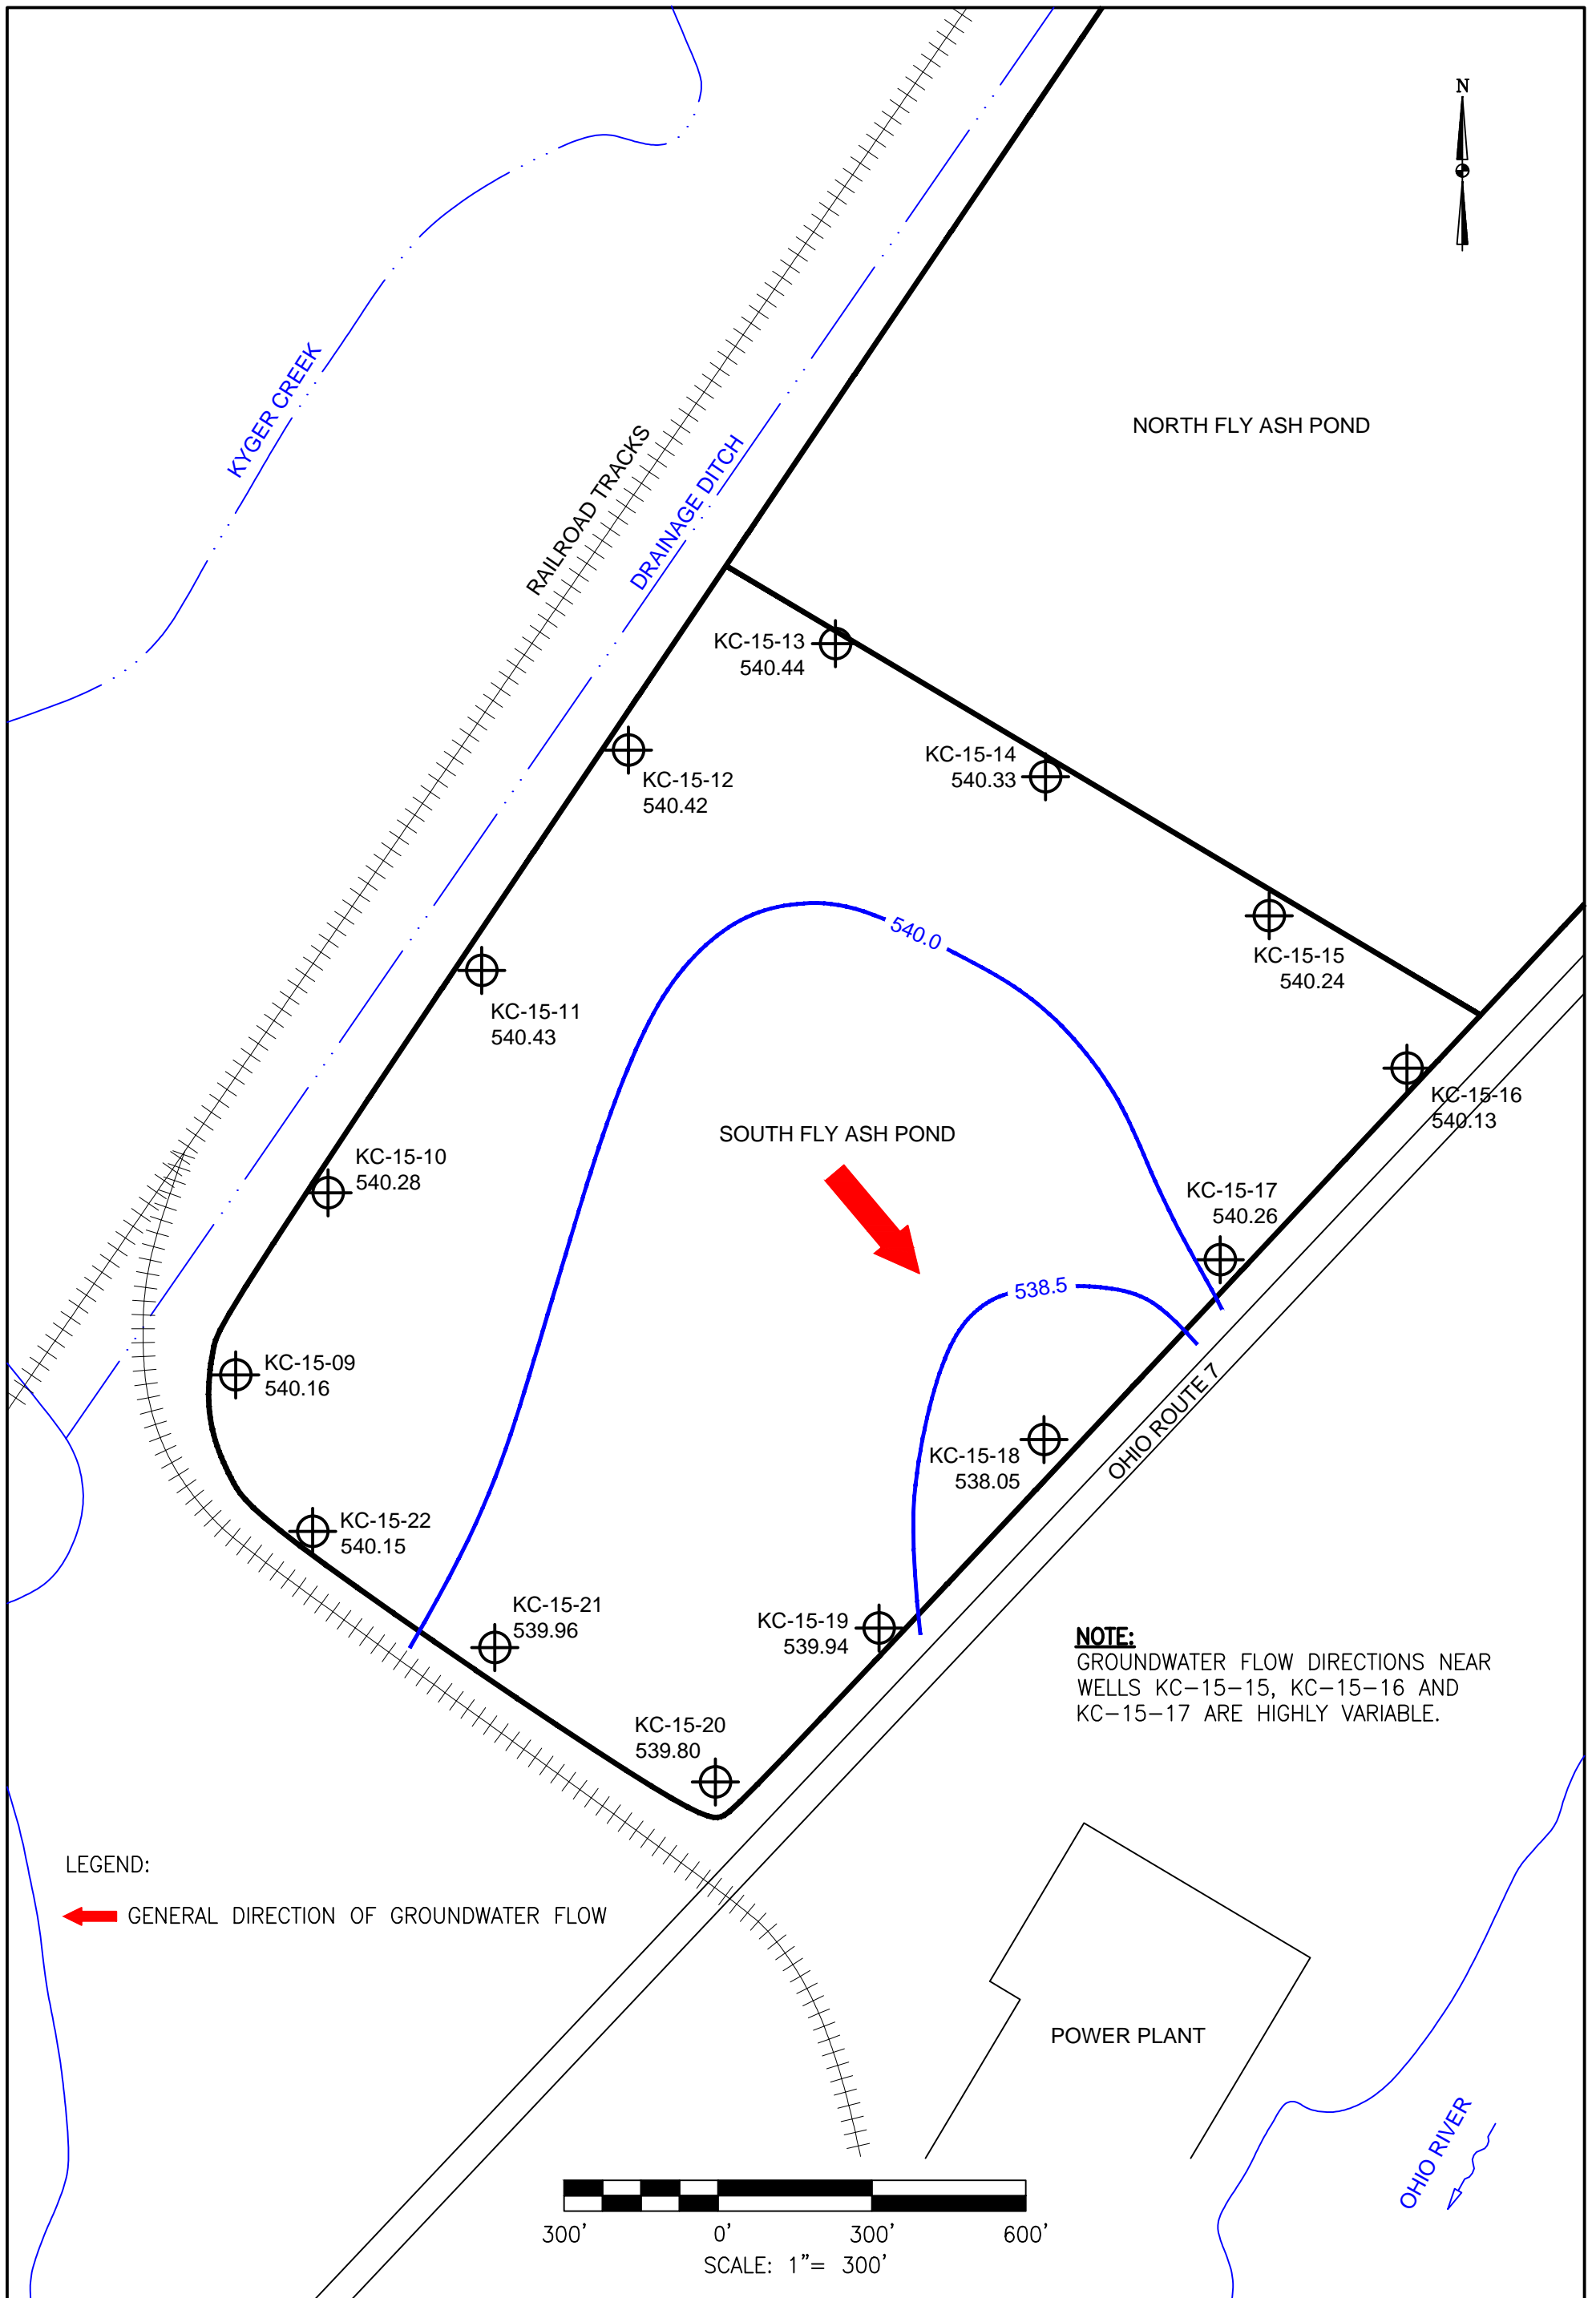 N
KYGER CREEK
RAILROAD TRACKS
DRAINAGE DITCH
NORTH FLY ASH POND
KC-15-13
540.44
KC-15-12
540.42
KC-15-14
540.33
KC-15-15
540.24
540.0
KC-15-11
540.43
KC-15-16
540.13
SOUTH FLY ASH POND
KC-15-10
540.28
KC-15-17
540.26
538.5
KC-15-09
540.16
KC-15-18
538.05
OHIO ROUTE 7
KC-15-22
540.15
KC-15-21
539.96
KC-15-19
539.94
KC-15-20
539.80
NOTE:
GROUNDWATER FLOW DIRECTIONS NEAR
WELLS KC-15-15, KC-15-16 AND
KC-15-17 ARE HIGHLY VARIABLE.
LEGEND:
GENERAL DIRECTION OF GROUNDWATER FLOW
POWER PLANT
OHIO RIVER
300' 0' 300' 600'
SCALE: 1"= 300'